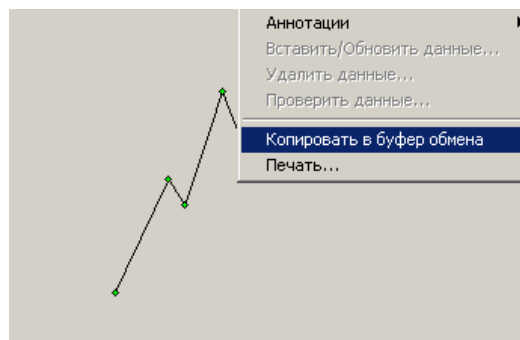 Аннотации
Вставить/Обновить данные...
Удалить данные...
Проверить данные...
Копировать в буфер обмена
Печать...